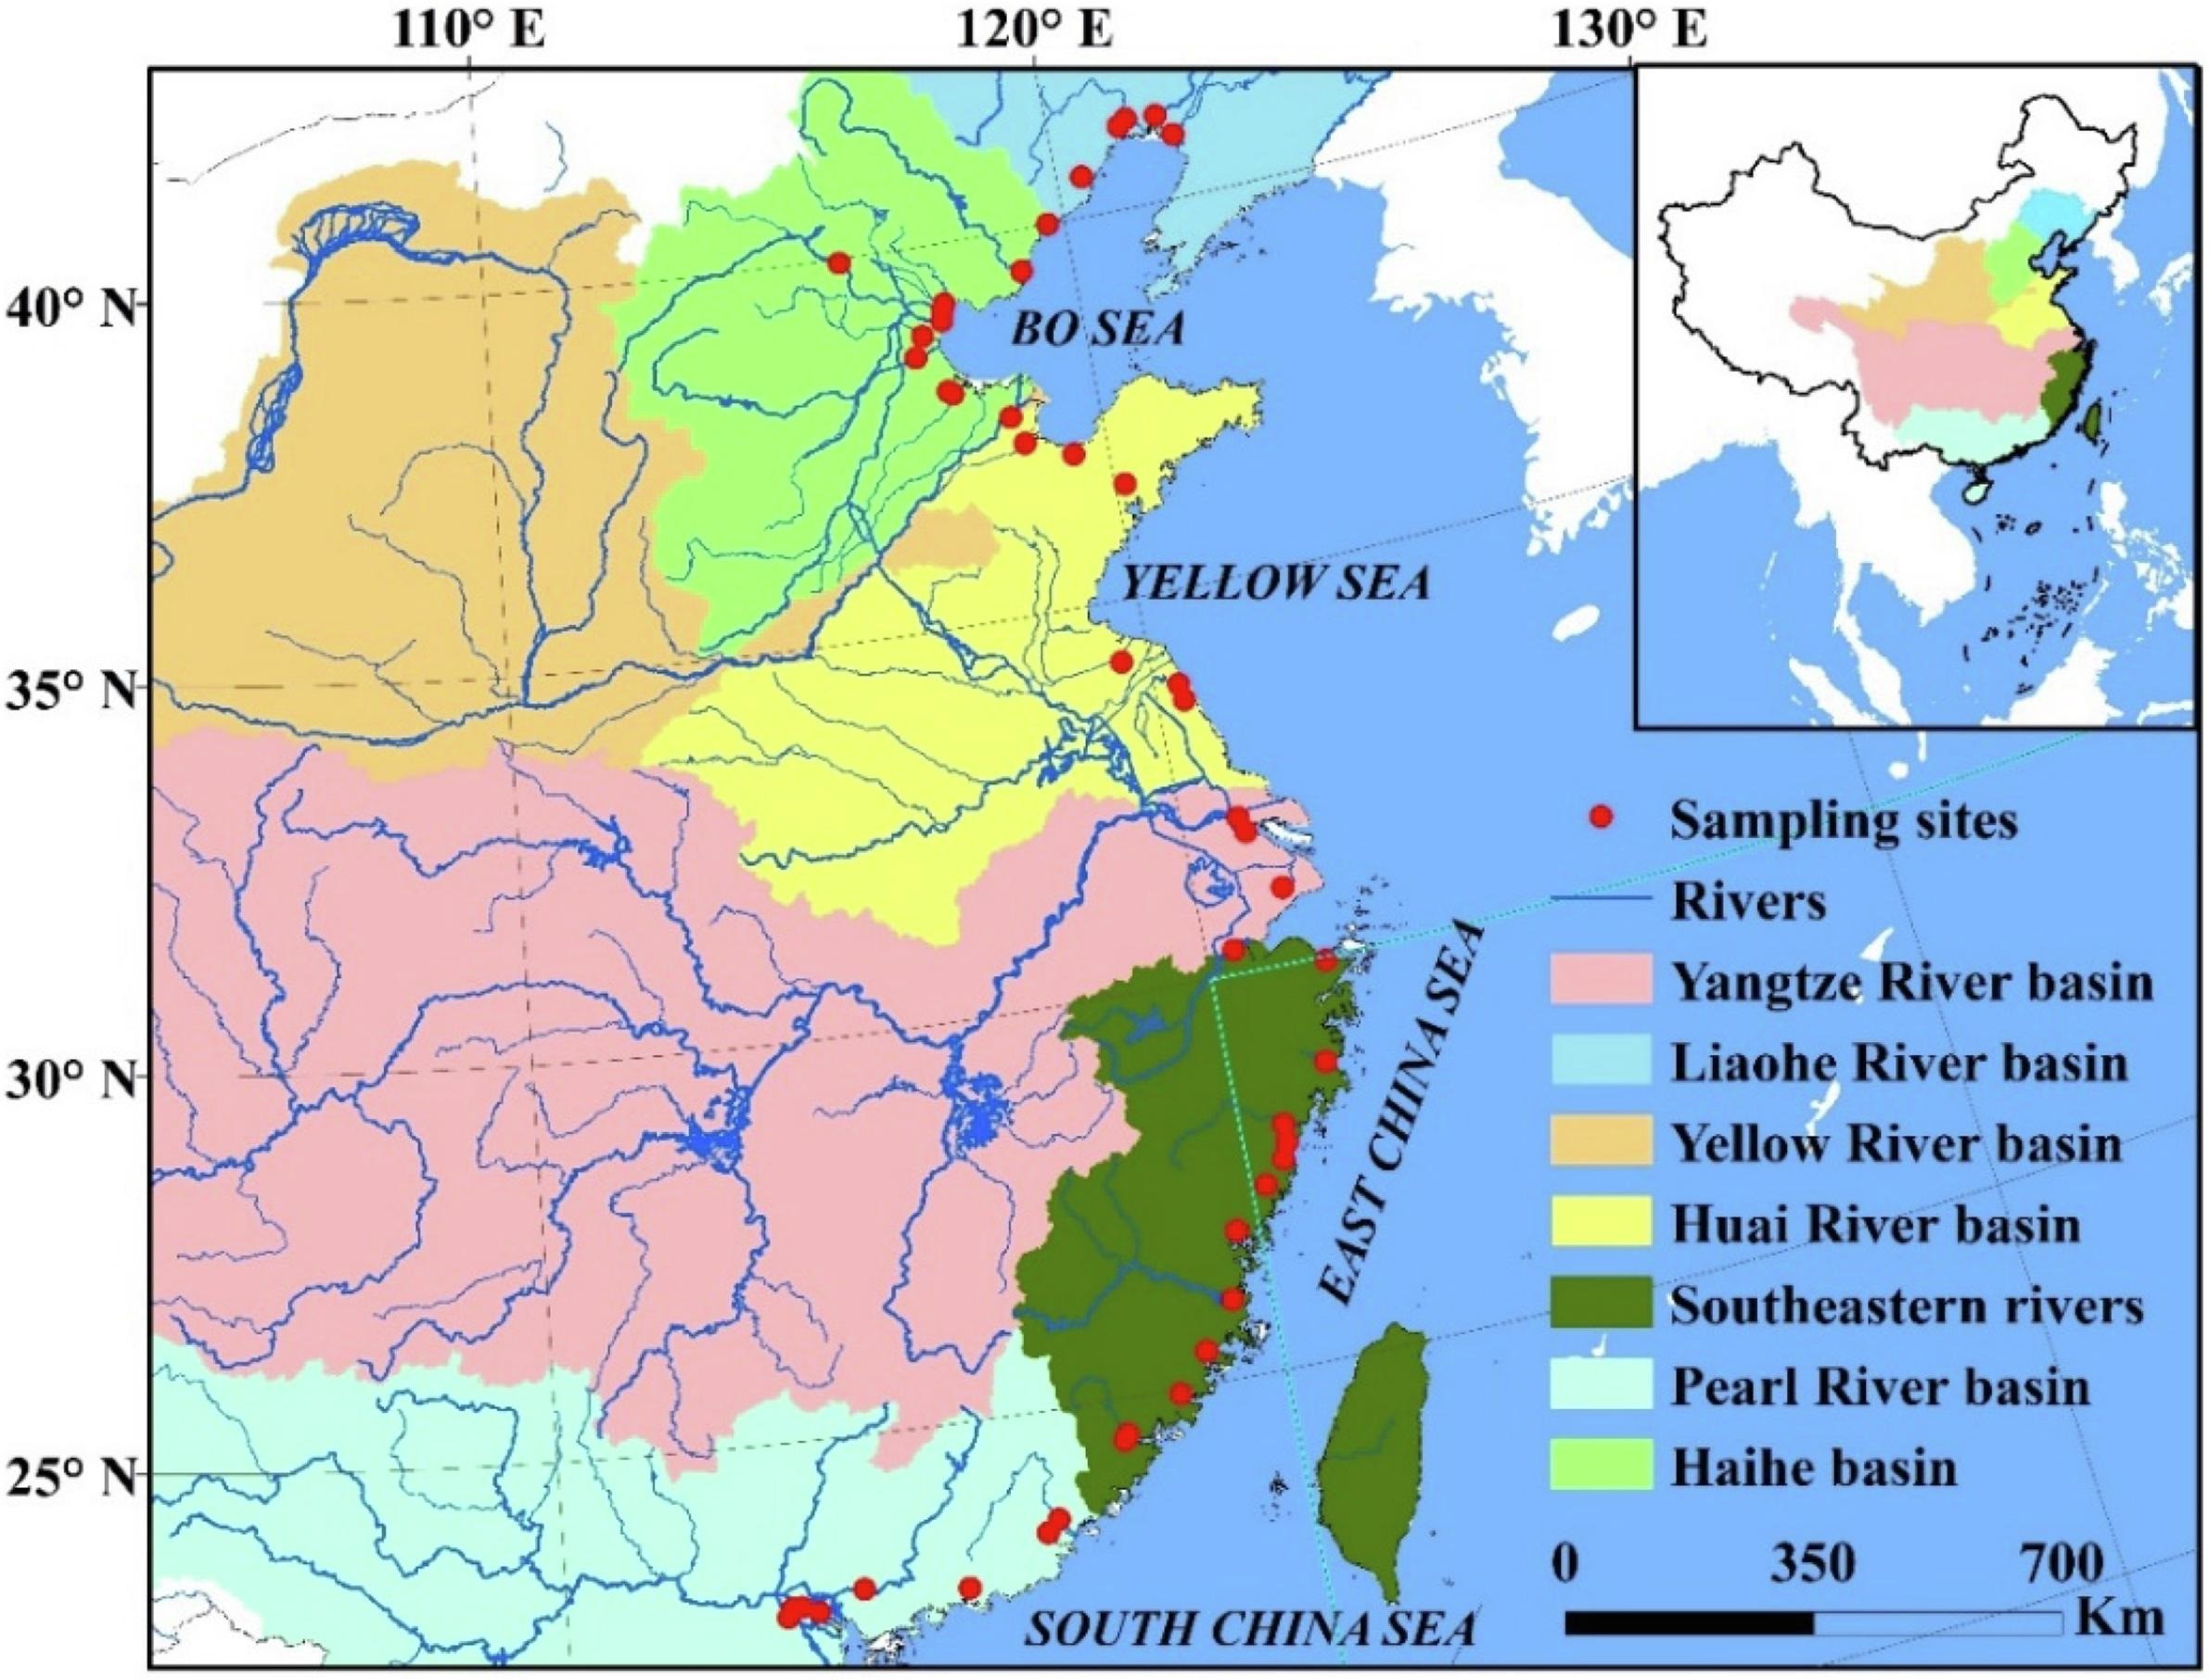 110° E
120° E
130° E
40° N
BO SEA
YELLOW SEA
35° N
Sampling sites
Rivers
Yangtze River basin
EAST CHINA SEA
30° N
Liaohe River basin
Yellow River basin
Huai River basin
Southeastern rivers
Pearl River basin
25° N
Haihe basin
0 350 700
Km
SOUTH CHINA SEA